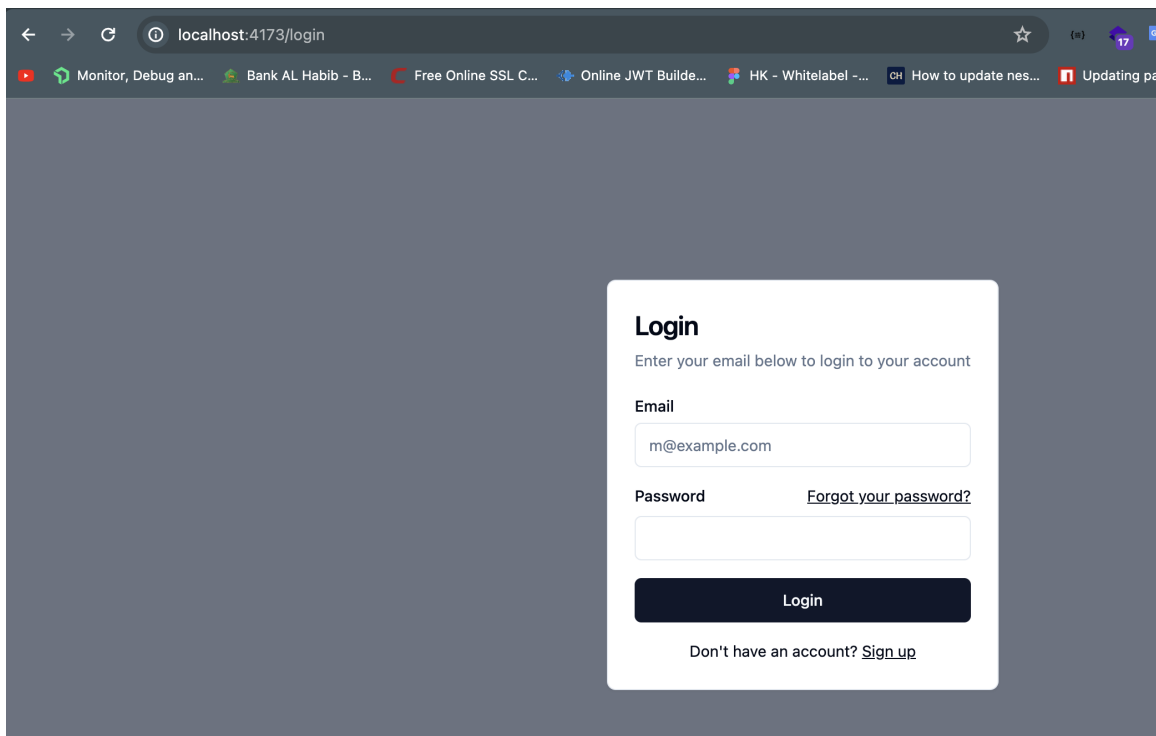 localhost:4173/login
{≡}
17
Monitor, Debug an... Bank AL Habib - B... Free Online SSL C... Online JWT Builde... HK - Whitelabel -... CH How to update nes... Updating pa
Login
Enter your email below to login to your account
Email
m@example.com
Password Forgot your password?
Login
Don't have an account? Sign up